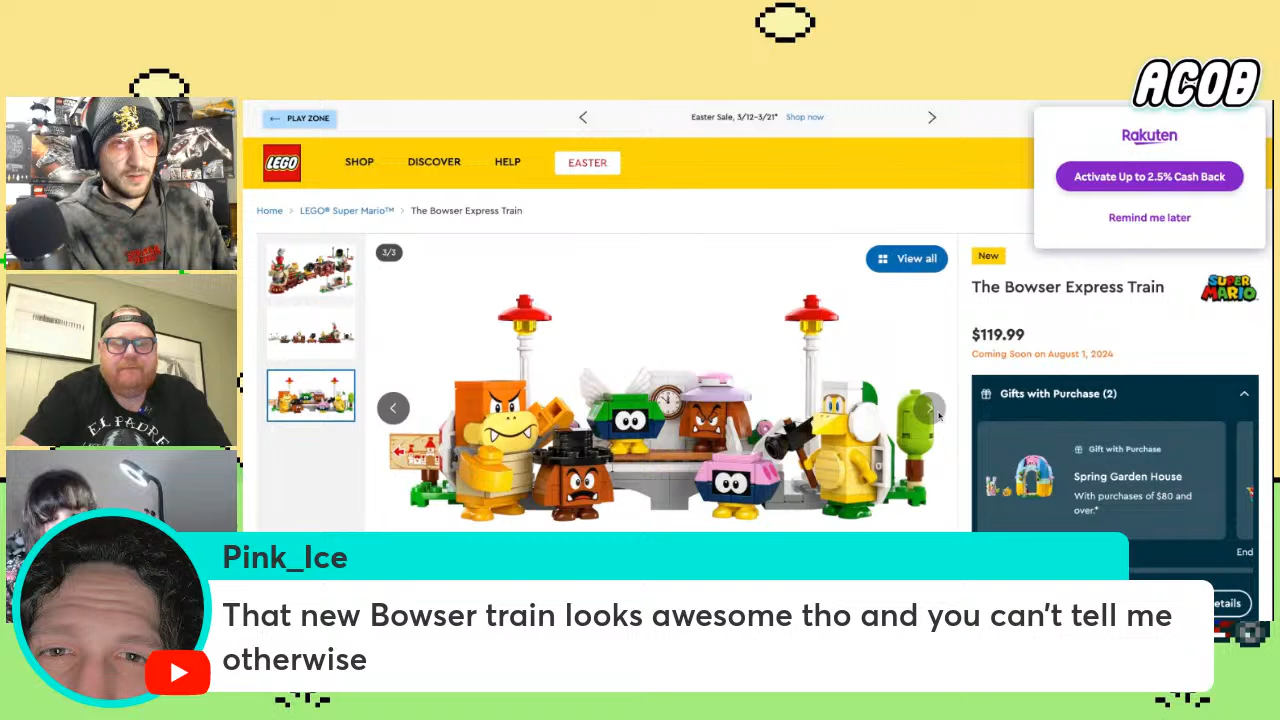 ACOB
← PLAY ZONE
Easter Sale, 3/12-3/21* Shop now
Rakuten
Activate Up to 2.5% Cash Back
Remind me later
LEGO
SHOP
DISCOVER
HELP
EASTER
Home > LEGO® Super Mario™ > The Bowser Express Train
3/3
View all
New
The Bowser Express Train
SUPER
MARIO
$119.99
Coming Soon on August 1, 2024
Gifts with Purchase (2)
Gift with Purchase
Spring Garden House
With purchases of $80 and
over.*
End
etails
EL PADRE
Pink_Ice
That new Bowser train looks awesome tho and you can't tell me
otherwise